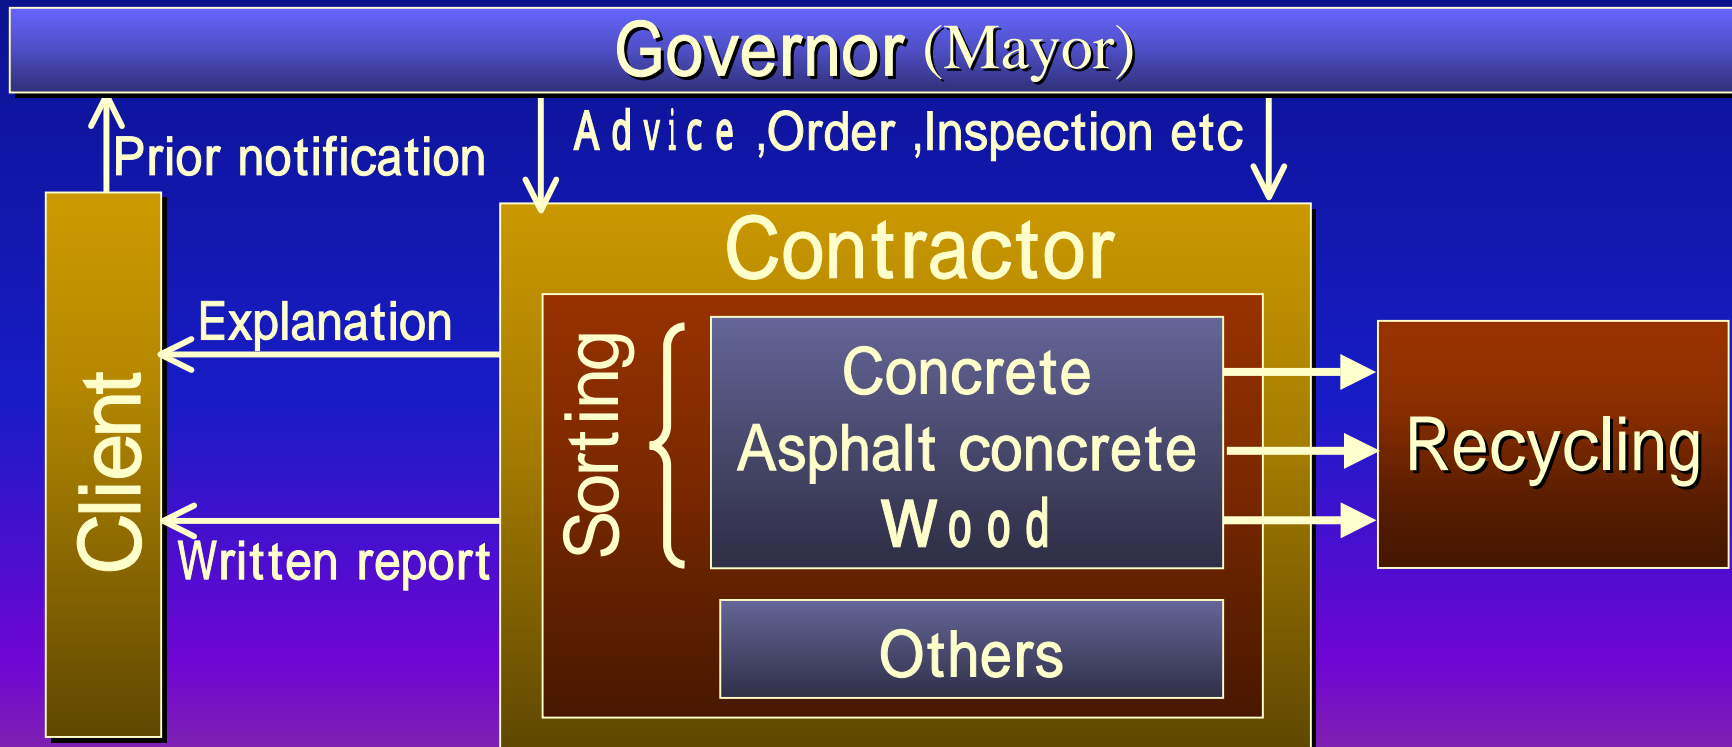 Governor (Mayor)
Prior notification
Advice ,Order ,Inspection etc
Client
Explanation
Written report
Contractor
Sorting
Concrete
Asphalt concrete
Wood
Others
Recycling